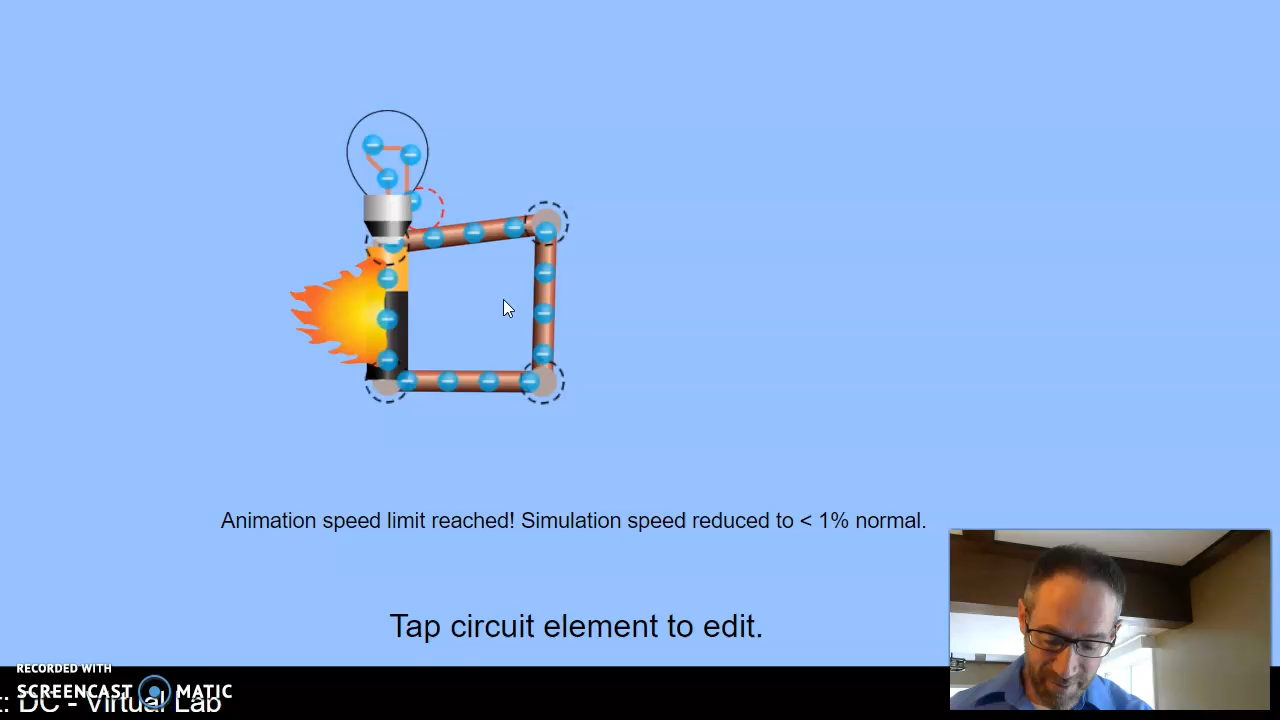 Animation speed limit reached! Simulation speed reduced to < 1% normal.
Tap circuit element to edit.
RECORDED WITH
SCREENCAST MATIC
: DC - Virtual Lab